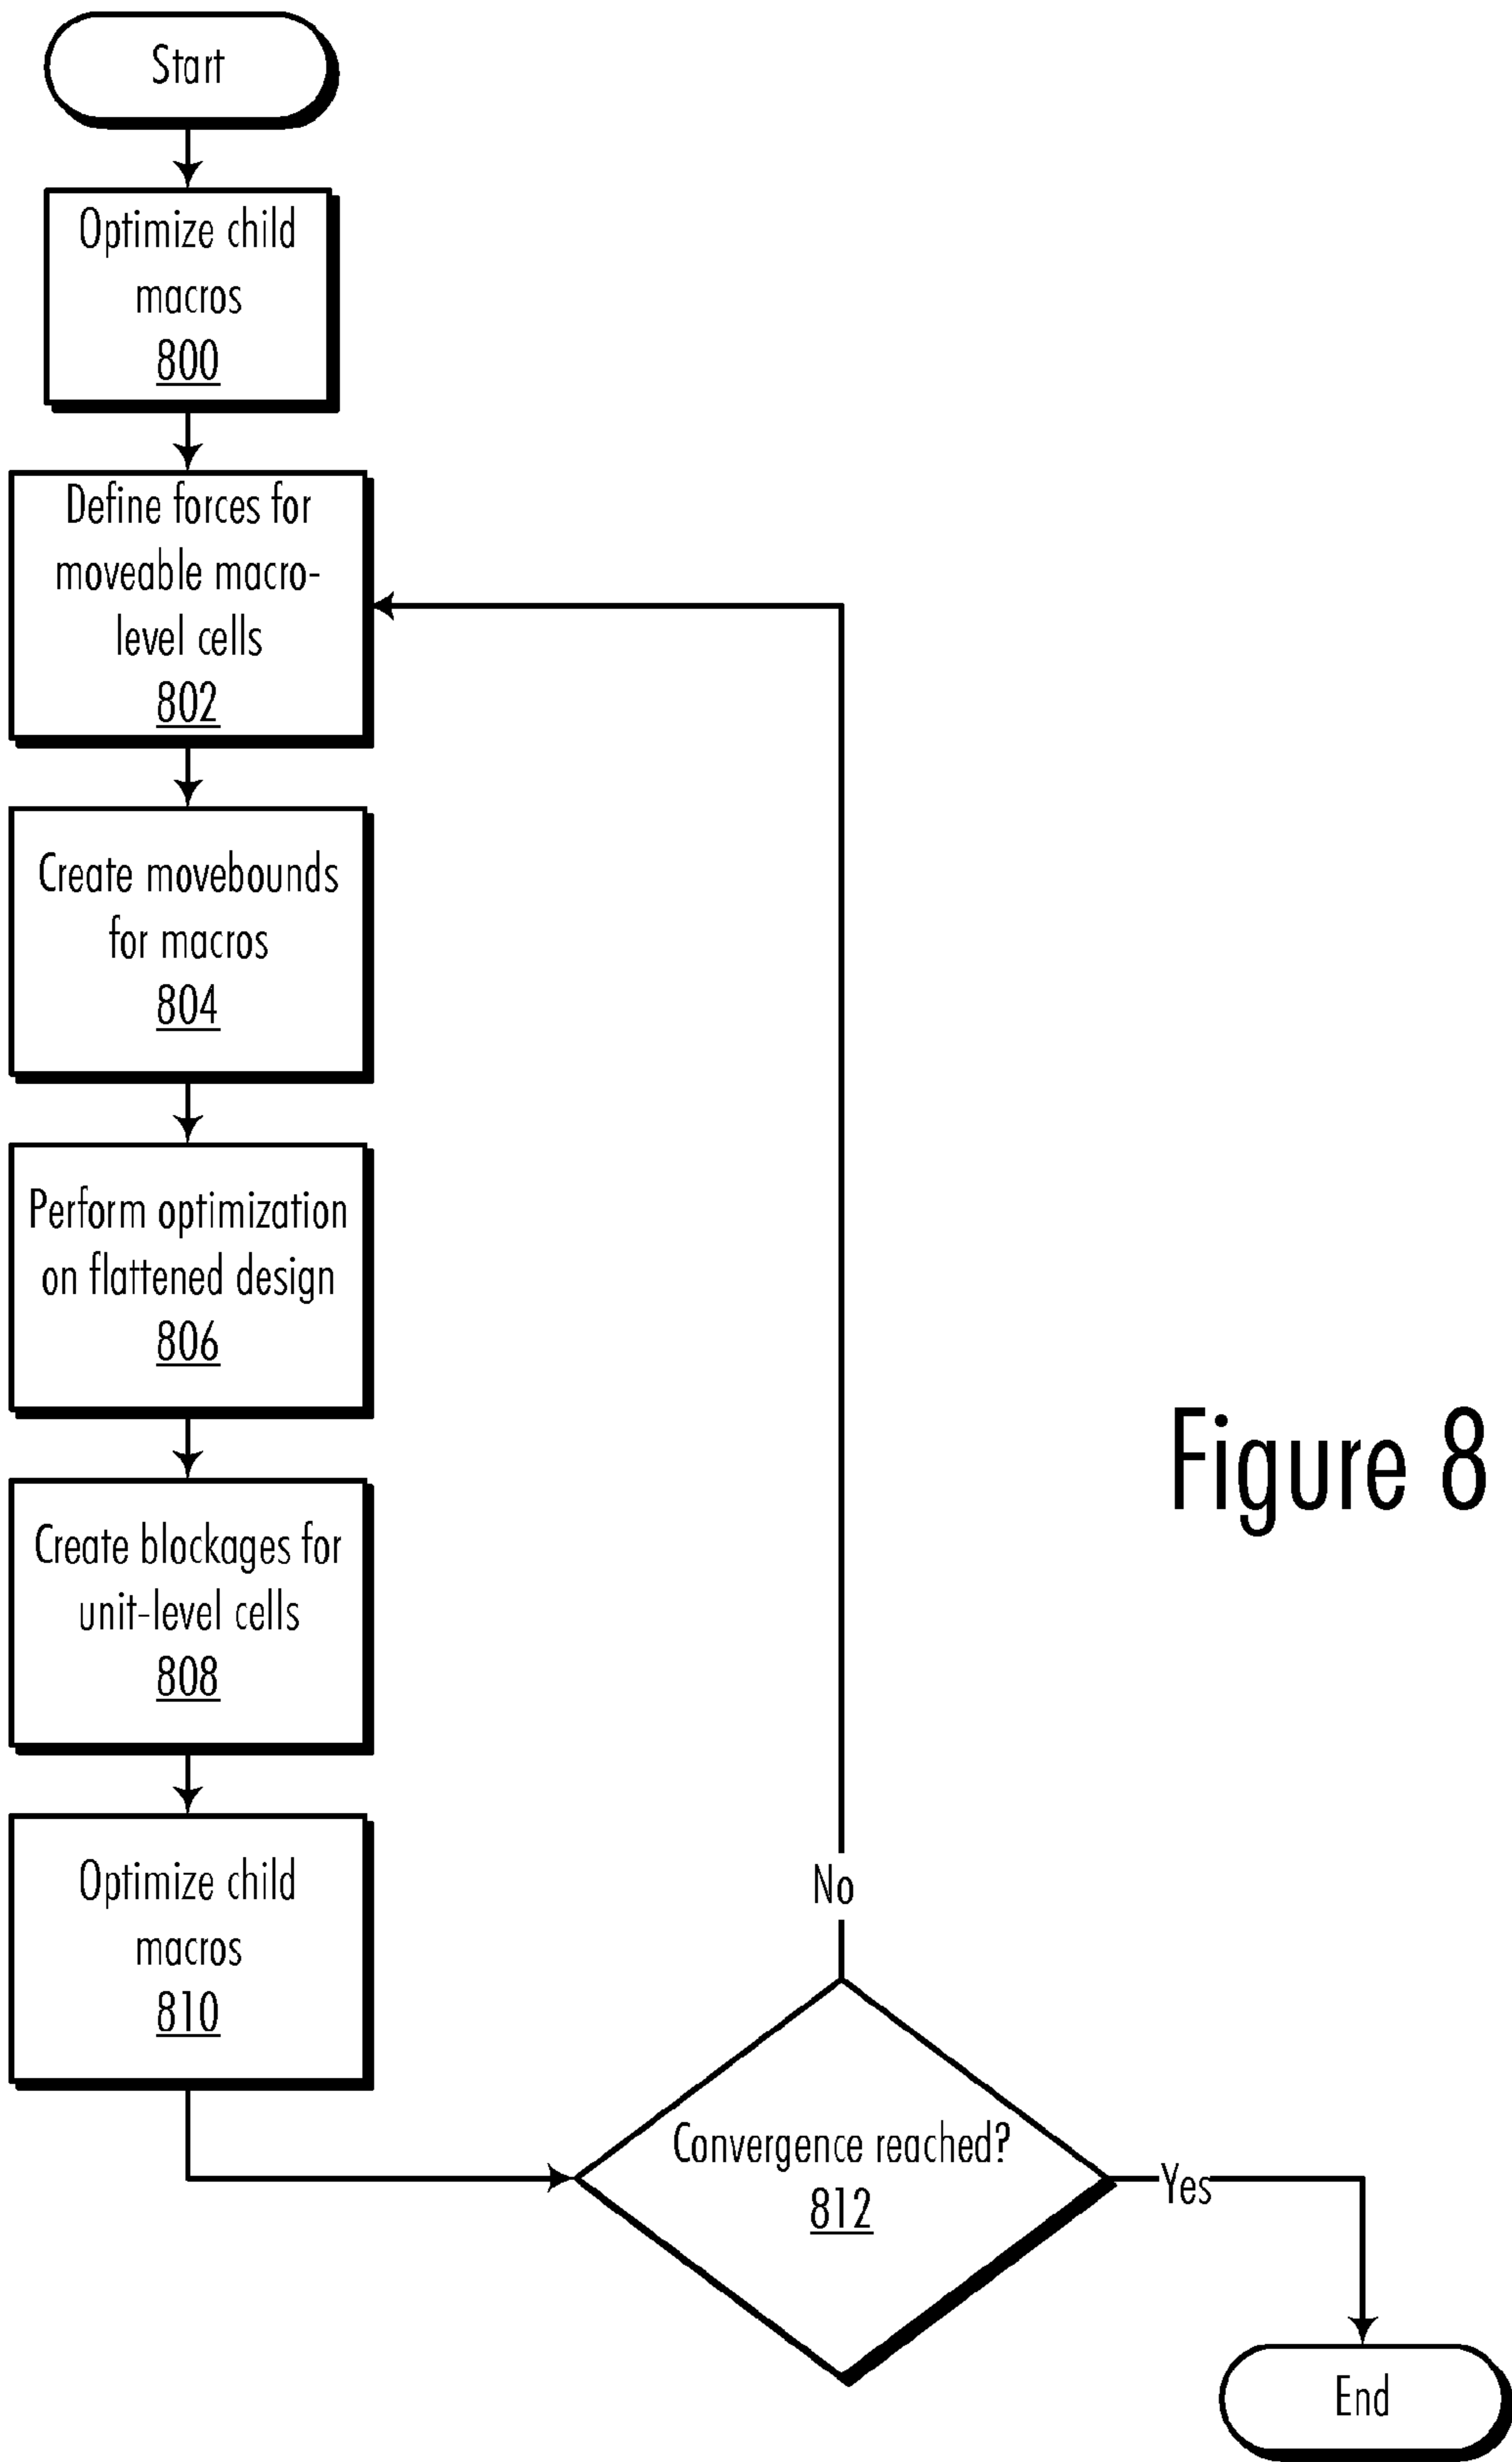 Start
Optimize child
macros
800
Define forces for
moveable macro-
level cells
802
Create movebounds
for macros
804
Perform optimization
on flattened design
806
Create blockages for
unit-level cells
808
Optimize child
macros
810
No
Convergence reached?
812
Yes
End
Figure 8